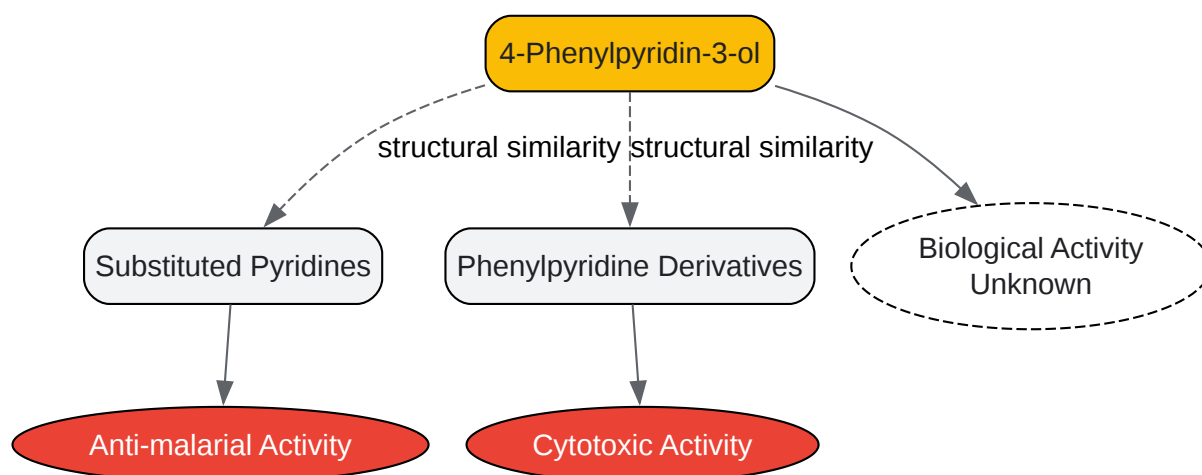 4-Phenylpyridin-3-ol
structural similarity
structural similarity
Substituted Pyridines
Phenylpyridine Derivatives
Biological Activity
Unknown
Anti-malarial Activity
Cytotoxic Activity